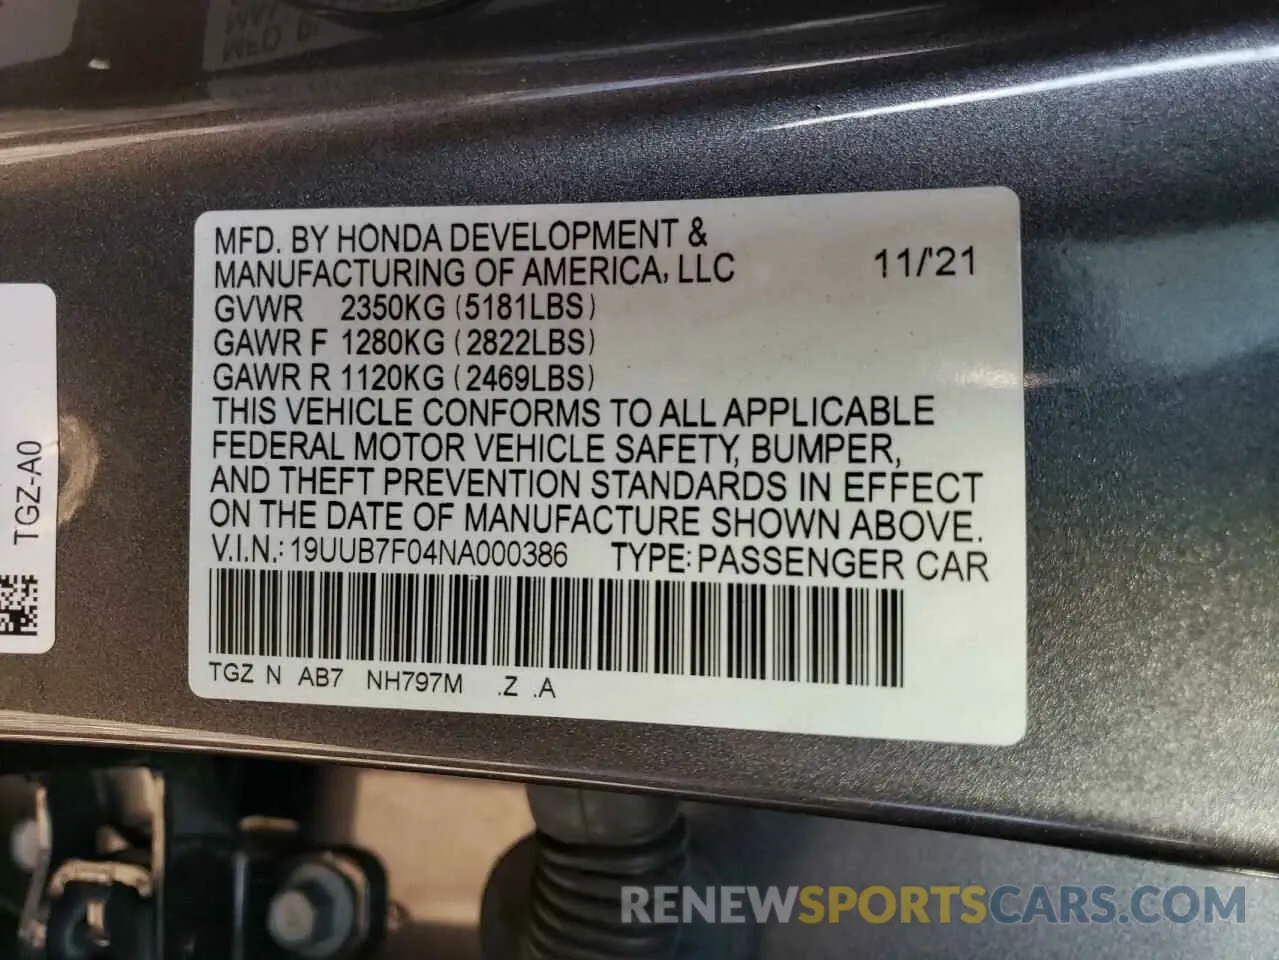 MFD. BY HONDA DEVELOPMENT &
MANUFACTURING OF AMERICA, LLC 11/'21
GVWR 2350KG (5181LBS)
GAWR F 1280KG (2822LBS)
GAWR R 1120KG (2469LBS)
THIS VEHICLE CONFORMS TO ALL APPLICABLE
FEDERAL MOTOR VEHICLE SAFETY, BUMPER,
AND THEFT PREVENTION STANDARDS IN EFFECT
ON THE DATE OF MANUFACTURE SHOWN ABOVE.
V.I.N.: 19UUB7F04NA000386 TYPE: PASSENGER CAR
TGZ N AB7 NH797M .Z .A
TGZ-A0
RENEWSPORTSCARS.COM